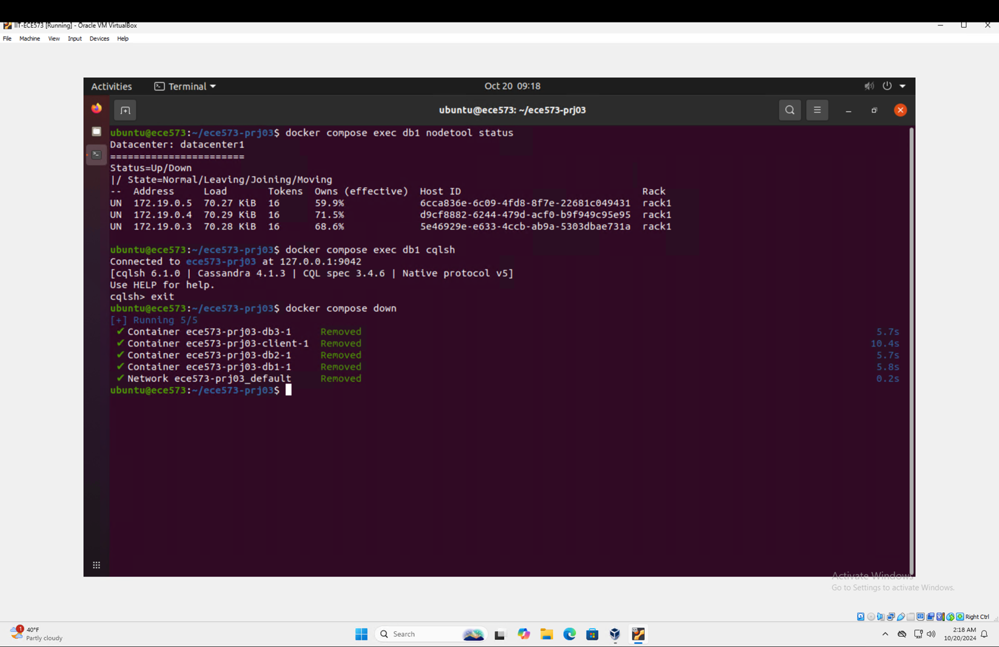 IIT-ECE573 [Running] - Oracle VM VirtualBox
File Machine View Input Devices Help
Activities Terminal Oct 20 09:18
ubuntu@ece573: ~/ece573-prj03
ubuntu@ece573:~/ece573-prj03$ docker compose exec db1 nodetool status
Datacenter: datacenter1
=======================
Status=Up/Down
|/ State=Normal/Leaving/Joining/Moving
-- Address Load Tokens Owns (effective) Host ID Rack
UN 172.19.0.5 70.27 KiB 16 59.9% 6cca836e-6c09-4fd8-8f7e-22681c049431 rack1
UN 172.19.0.4 70.29 KiB 16 71.5% d9cf8882-6244-479d-acf0-b9f949c95e95 rack1
UN 172.19.0.3 70.28 KiB 16 68.6% 5e46929e-e633-4ccb-ab9a-5303dbae731a rack1
ubuntu@ece573:~/ece573-prj03$ docker compose exec db1 cqlsh
Connected to ece573-prj03 at 127.0.0.1:9042
[cqlsh 6.1.0 | Cassandra 4.1.3 | CQL spec 3.4.6 | Native protocol v5]
Use HELP for help.
cqlsh> exit
ubuntu@ece573:~/ece573-prj03$ docker compose down
[+] Running 5/5
✔ Container ece573-prj03-db3-1 Removed 5.7s
✔ Container ece573-prj03-client-1 Removed 10.4s
✔ Container ece573-prj03-db2-1 Removed 5.7s
✔ Container ece573-prj03-db1-1 Removed 5.8s
✔ Network ece573-prj03_default Removed 0.2s
ubuntu@ece573:~/ece573-prj03$
Activate Windows
Go to Settings to activate Windows.
Right Ctrl
1
40°F
Partly cloudy
Search
2:18 AM
10/20/2024